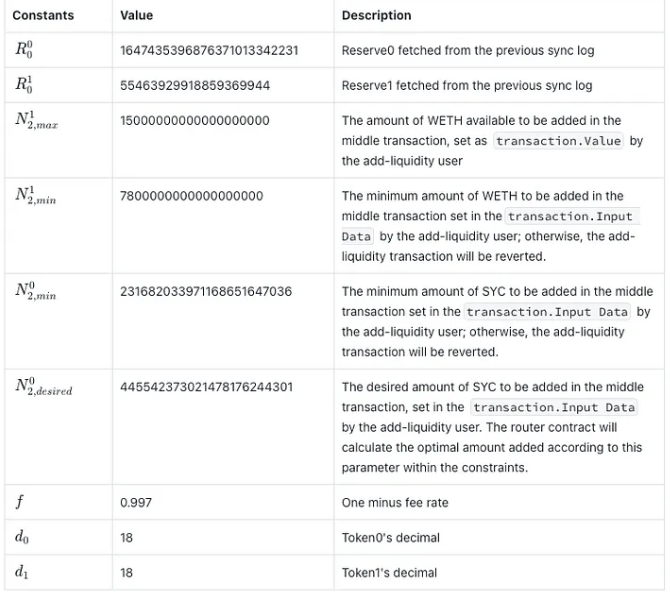 Constants Value Description
R_0^0 1647435396876371013342231 Reserve0 fetched from the previous sync log
R_0^1 55463929918859369944 Reserve1 fetched from the previous sync log
N_{2,max}^1 15000000000000000000 The amount of WETH available to be added in the
middle transaction, set as transaction.Value by
the add-liquidity user
N_{2,min}^1 7800000000000000000 The minimum amount of WETH to be added in the
middle transaction set in the transaction.Input
Data by the add-liquidity user; otherwise, the add-
liquidity transaction will be reverted.
N_{2,min}^0 231682033971168651647036 The minimum amount of SYC to be added in the middle
transaction set in the transaction.Input Data by
the add-liquidity user; otherwise, the add-liquidity
transaction will be reverted.
N_{2,desired}^0 445542373021478176244301 The desired amount of SYC to be added in the middle
transaction, set in the transaction.Input Data
by the add-liquidity user. The router contract will
calculate the optimal amount added according to this
parameter within the constraints.
f 0.997 One minus fee rate
d_0 18 Token0's decimal
d_1 18 Token1's decimal